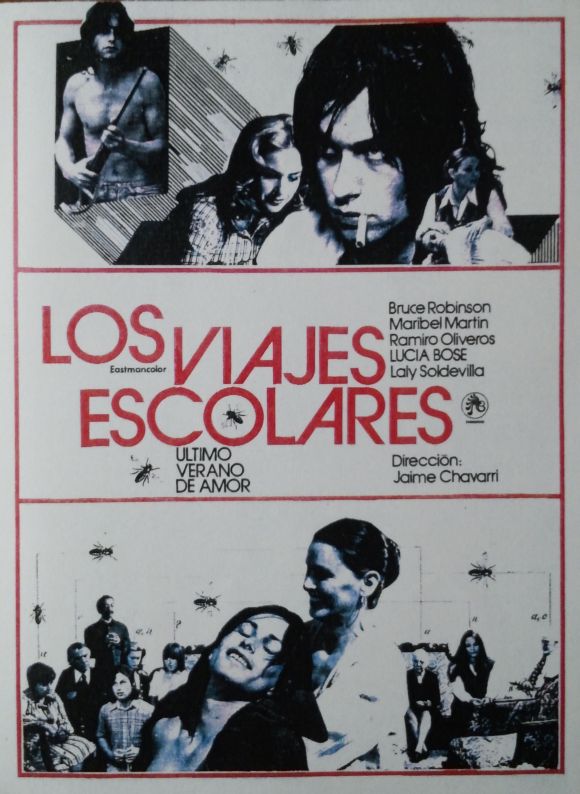 LOS VIAJES
Eastmancolor
ESCOLARES
ULTIMO
VERANO
DE AMOR
Bruce Robinson
Maribel Martin
Ramiro Oliveros
LUCIA BOSE
Laly Soldevilla
Dirección:
Jaime Chavarri